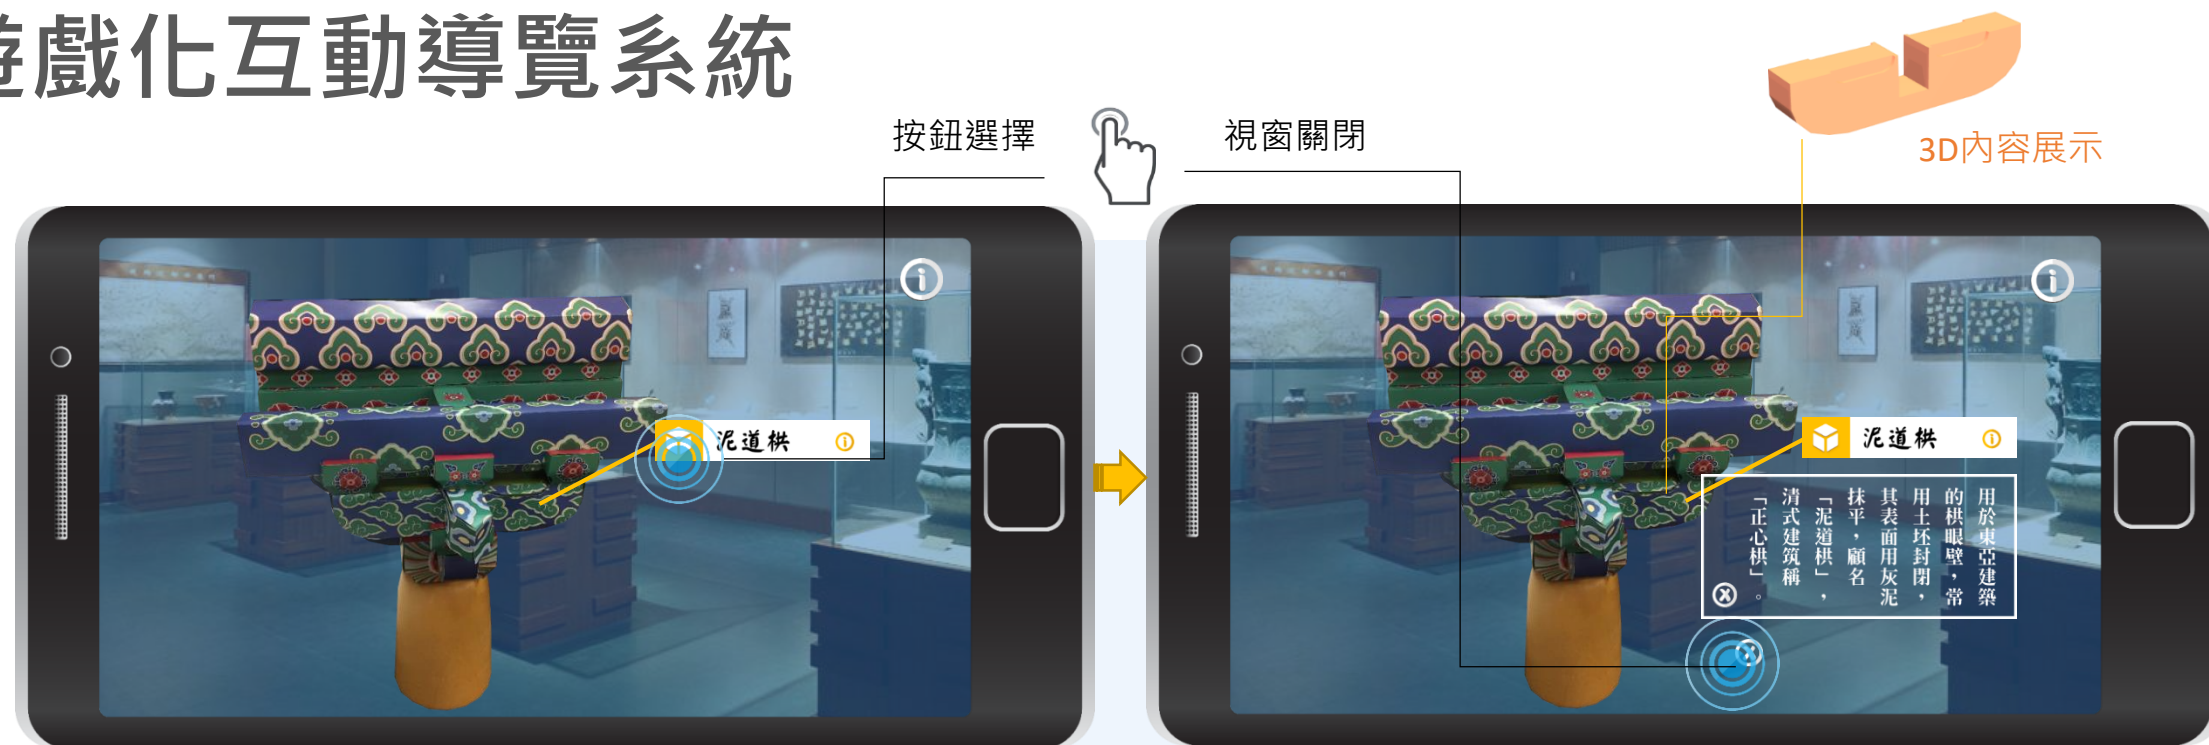 遊戲化互動導覽系統
按鈕選擇
視窗關閉
3D內容展示
泥道栱
泥道栱
用於東亞建築
的栱眼壁，常
用土坯封閉，
其表面用灰泥
抹平，顧名
「泥道栱」，
清式建筑稱
「正心栱」。